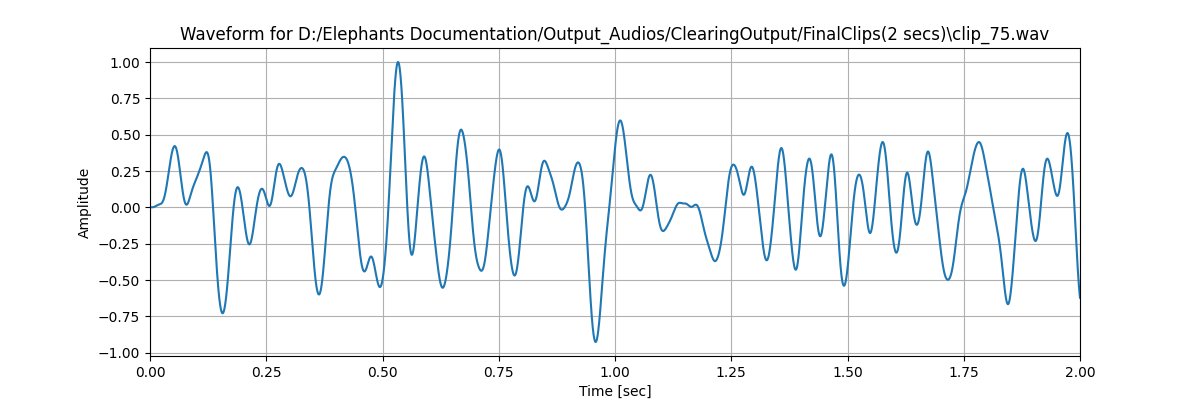 Waveform for D:/Elephants Documentation/Output_Audios/ClearingOutput/FinalClips(2 secs)\clip_75.wav
1.00
0.75
0.50
0.25
0.00
−0.25
−0.50
−0.75
−1.00
Amplitude
0.00 0.25 0.50 0.75 1.00 1.25 1.50 1.75 2.00
Time [sec]